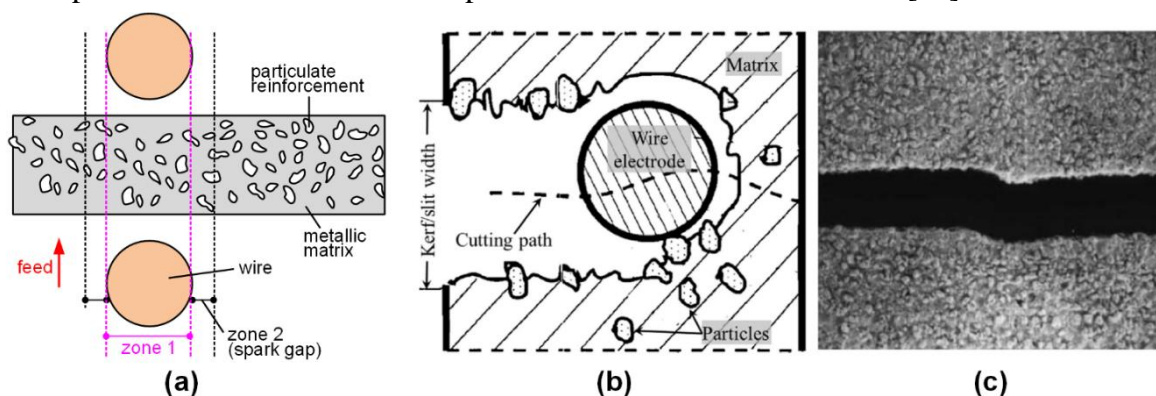 particulate
reinforcement
metallic
matrix
wire
feed
zone 2
(spark gap)
zone 1
(a)
Matrix
Wire
electrode
Kerf/slit width
Cutting path
Particles
(b)
(c)